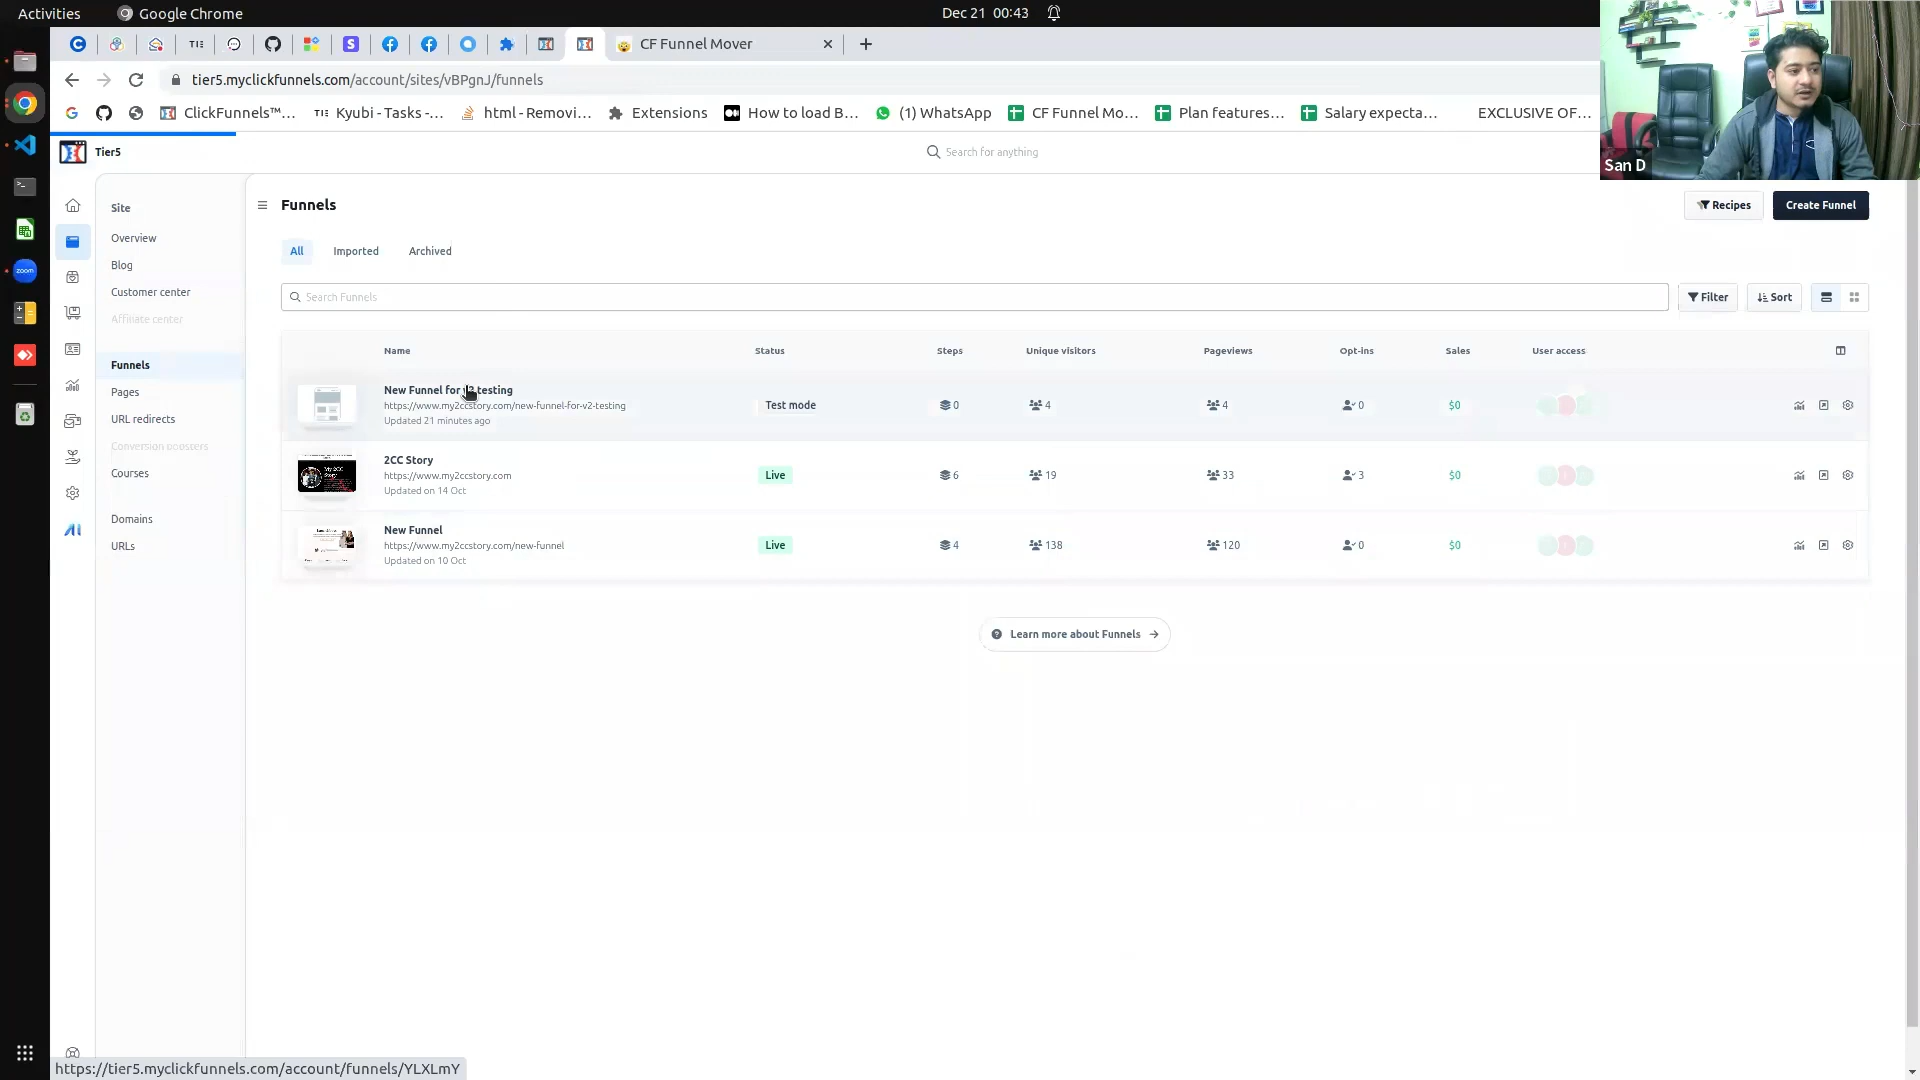 Activities
Google Chrome
Dec 21 00:43
TIE
CF Funnel Mover
tier5.myclickfunnels.com/account/sites/vBPgnJ/funnels
ClickFunnels™...
TIE Kyubi - Tasks -...
html - Removi...
Extensions
How to load B...
(1) WhatsApp
CF Funnel Mo...
Plan features...
Salary expecta...
EXCLUSIVE OF...
San D
Tier5
Search for anything
Site
Overview
Blog
Customer center
Affiliate center
Funnels
Pages
URL redirects
Conversion boosters
Courses
Domains
URLs
zoom
AI
Funnels
Recipes
Create Funnel
All
Imported
Archived
Search Funnels
Filter
Sort
Name Status Steps Unique visitors Pageviews Opt-ins Sales User access
New Funnel for v2 testing
https://www.my2ccstory.com/new-funnel-for-v2-testing
Updated 21 minutes ago
Test mode 0 4 4 0 $0
2CC Story
https://www.my2ccstory.com
Updated on 14 Oct
Live 6 19 33 3 $0
New Funnel
https://www.my2ccstory.com/new-funnel
Updated on 10 Oct
Live 4 138 120 0 $0
Learn more about Funnels
https://tier5.myclickfunnels.com/account/funnels/YLXLmY